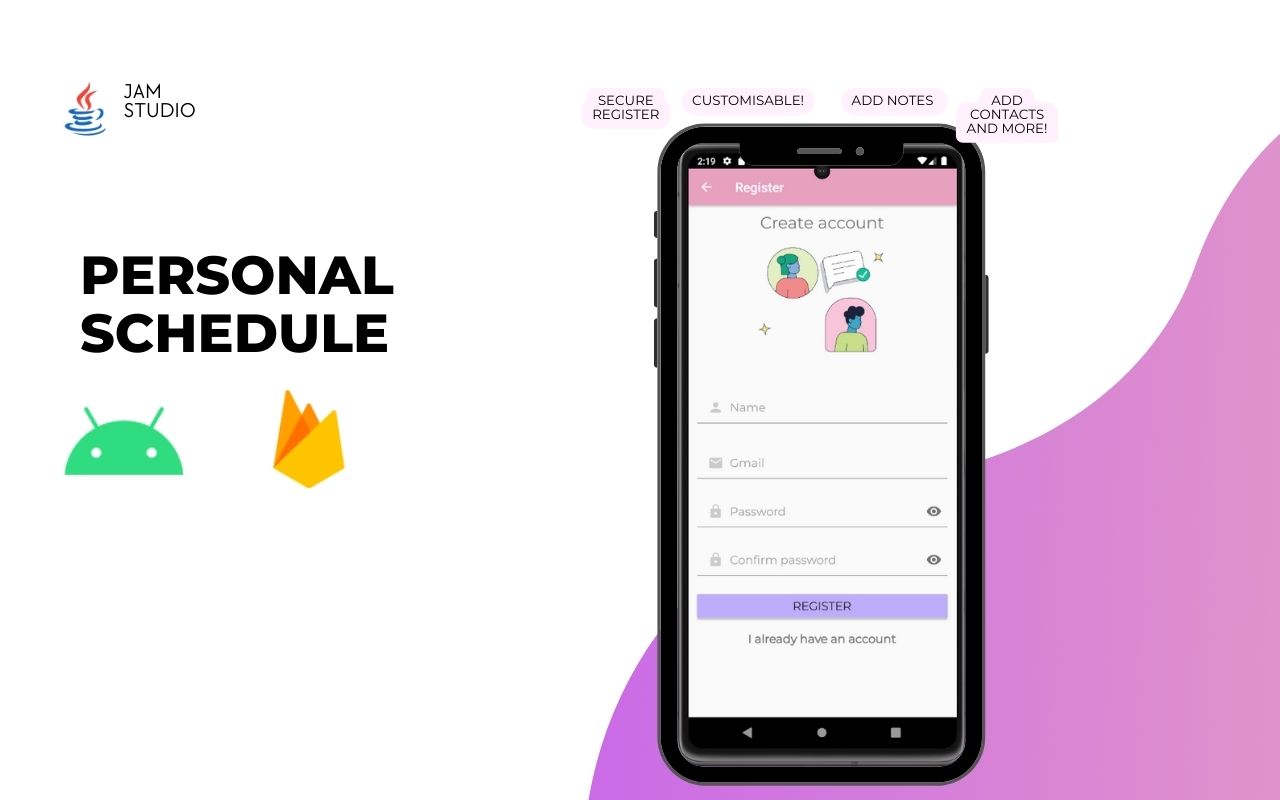 JAM
STUDIO
PERSONAL
SCHEDULE
SECURE
REGISTER
CUSTOMISABLE!
ADD NOTES
ADD
CONTACTS
AND MORE!
2:19
Register
Create account
Name
Gmail
Password
Confirm password
REGISTER
I already have an account